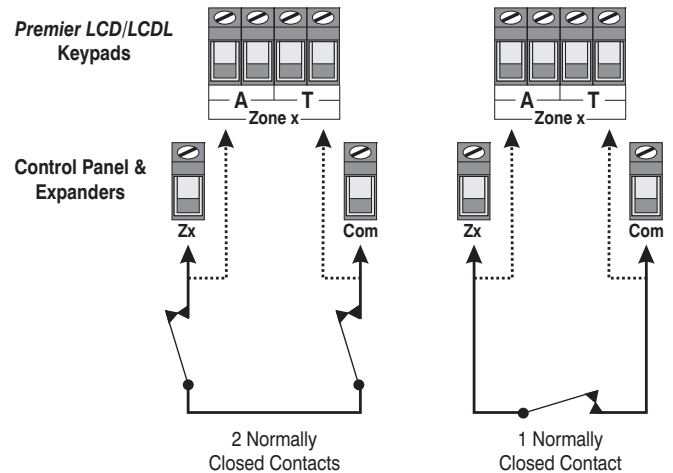 Premier LCD/LCDL
Keypads
A T
Zone x
A T
Zone x
Control Panel &
Expanders
Zx Com
Zx Com
2 Normally
Closed Contacts
1 Normally
Closed Contact